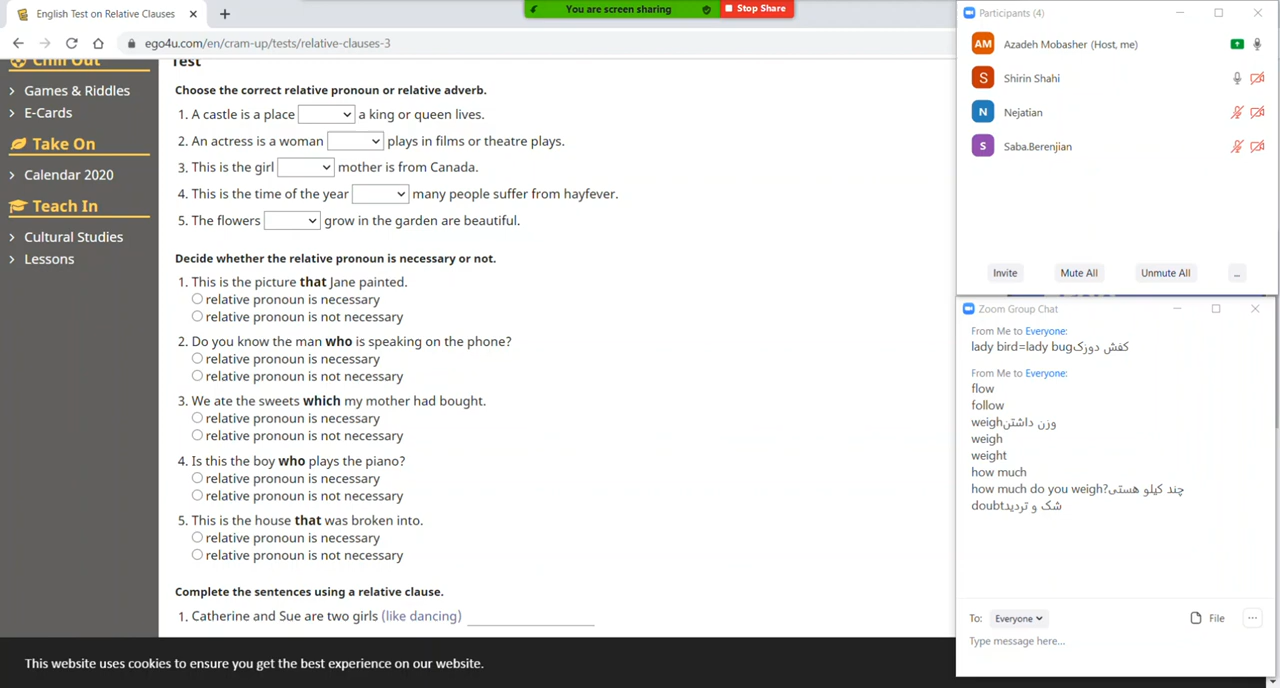 English Test on Relative Clauses
You are screen sharing
Stop Share
ego4u.com/en/cram-up/tests/relative-clauses-3
Chill Out
Games & Riddles
E-Cards
Take On
Calendar 2020
Teach In
Cultural Studies
Lessons
Test
Choose the correct relative pronoun or relative adverb.
1. A castle is a place a king or queen lives.
2. An actress is a woman plays in films or theatre plays.
3. This is the girl mother is from Canada.
4. This is the time of the year many people suffer from hayfever.
5. The flowers grow in the garden are beautiful.
Decide whether the relative pronoun is necessary or not.
1. This is the picture that Jane painted.
relative pronoun is necessary
relative pronoun is not necessary
2. Do you know the man who is speaking on the phone?
relative pronoun is necessary
relative pronoun is not necessary
3. We ate the sweets which my mother had bought.
relative pronoun is necessary
relative pronoun is not necessary
4. Is this the boy who plays the piano?
relative pronoun is necessary
relative pronoun is not necessary
5. This is the house that was broken into.
relative pronoun is necessary
relative pronoun is not necessary
Complete the sentences using a relative clause.
1. Catherine and Sue are two girls (like dancing)
This website uses cookies to ensure you get the best experience on our website.
Participants (4)
AM Azadeh Mobasher (Host, me)
S Shirin Shahi
N Nejatian
S Saba.Berenjian
Invite Mute All Unmute All ...
Zoom Group Chat
From Me to Everyone:
lady bird=lady bugکفش دوزک
From Me to Everyone:
flow
follow
weighوزن داشتن
weigh
weight
how much
how much do you weigh?چند کیلو هستی
doubtشک و تردید
To: Everyone File ...
Type message here...